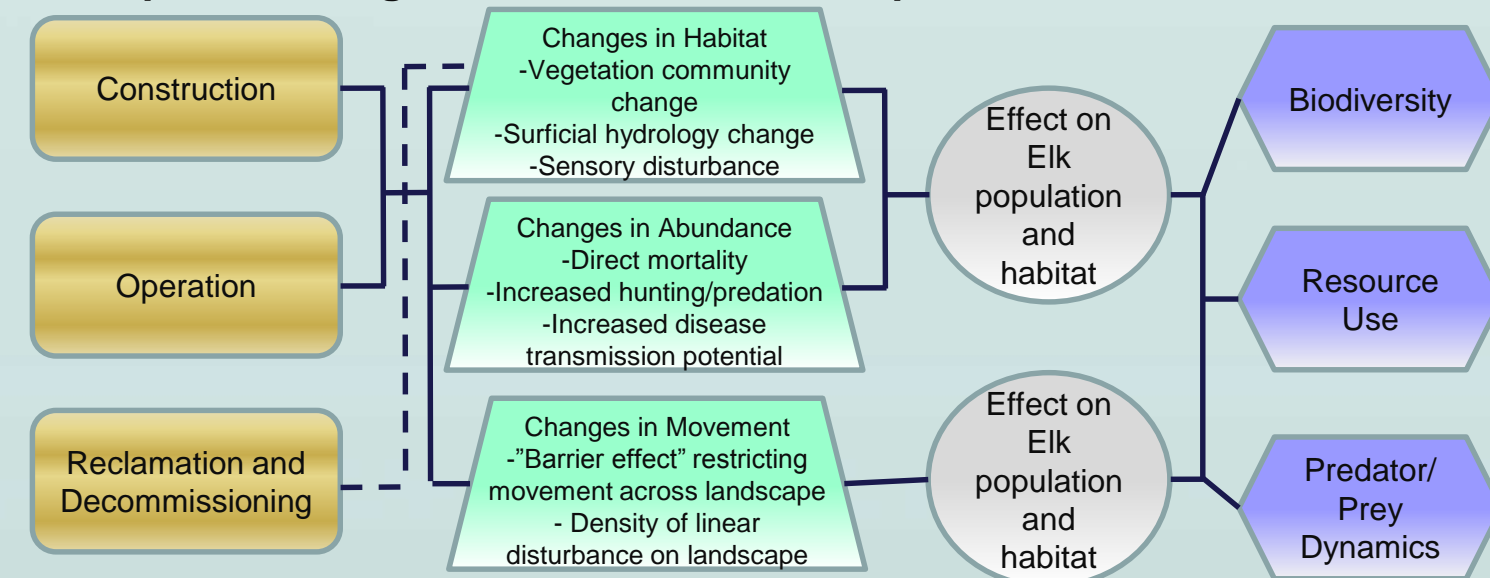 Construction
Operation
Reclamation and
Decommissioning
Changes in Habitat
-Vegetation community
change
-Surficial hydrology change
-Sensory disturbance
Changes in Abundance
-Direct mortality
-Increased hunting/predation
-Increased disease
transmission potential
Changes in Movement
-”Barrier effect” restricting
movement across landscape
- Density of linear
disturbance on landscape
Effect on
Elk
population
and
habitat
Effect on
Elk
population
and
habitat
Biodiversity
Resource
Use
Predator/
Prey
Dynamics